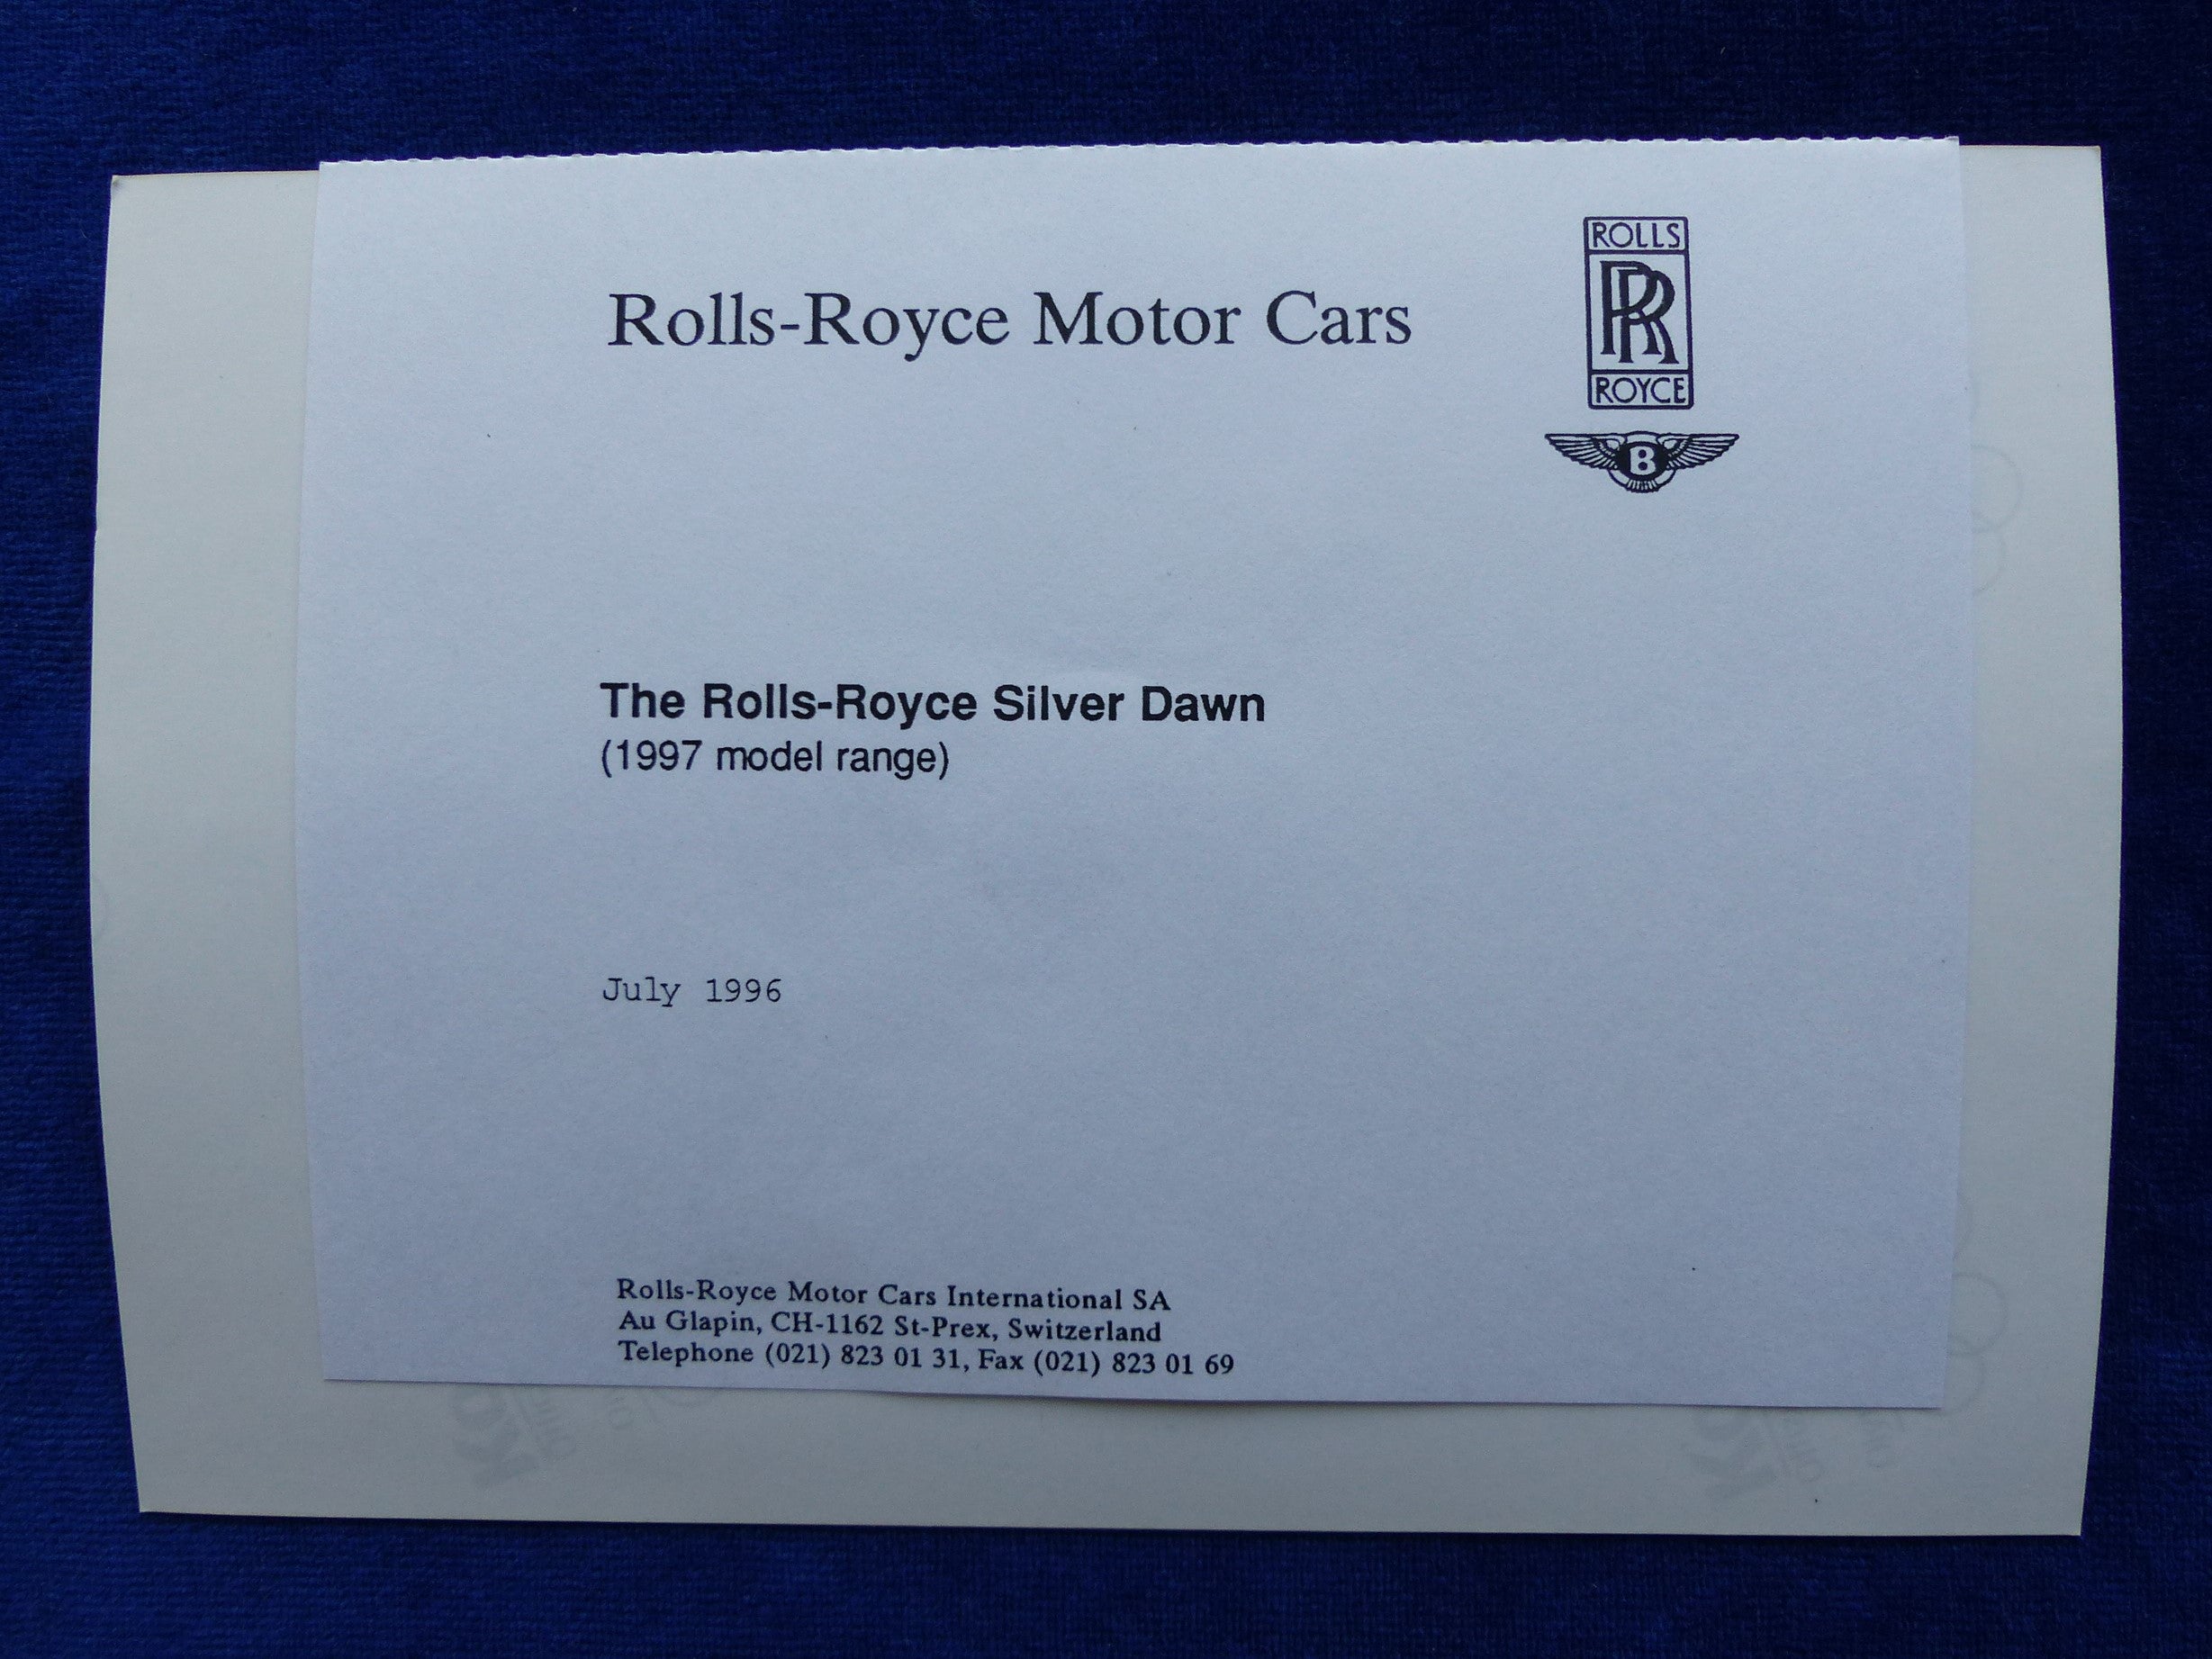 Rolls-Royce Motor Cars
ROLLS
RR
ROYCE
B
The Rolls-Royce Silver Dawn
(1997 model range)
July 1996
Rolls-Royce Motor Cars International SA
Au Glapin, CH-1162 St-Prex, Switzerland
Telephone (021) 823 01 31, Fax (021) 823 01 69